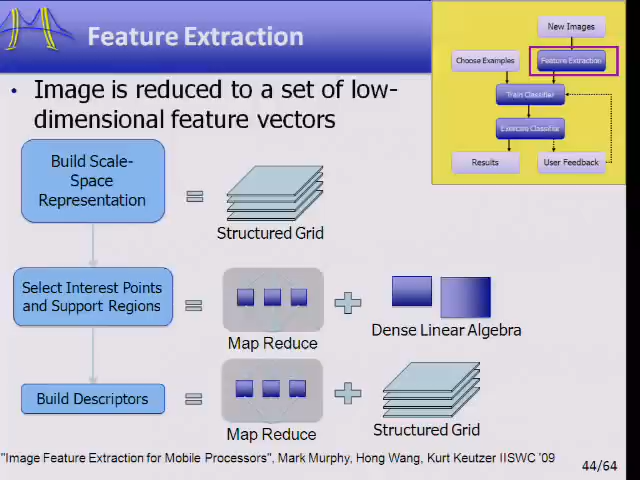 Feature Extraction
New Images
Choose Examples
Feature Extraction
Train Classifier
Exercise Classifier
Results
User Feedback
• Image is reduced to a set of low-
dimensional feature vectors
Build Scale-
Space
Representation
=
Structured Grid
Select Interest Points
and Support Regions
=
Map Reduce
+
Dense Linear Algebra
Build Descriptors
=
Map Reduce
+
Structured Grid
"Image Feature Extraction for Mobile Processors", Mark Murphy, Hong Wang, Kurt Keutzer IISWC '09
44/64